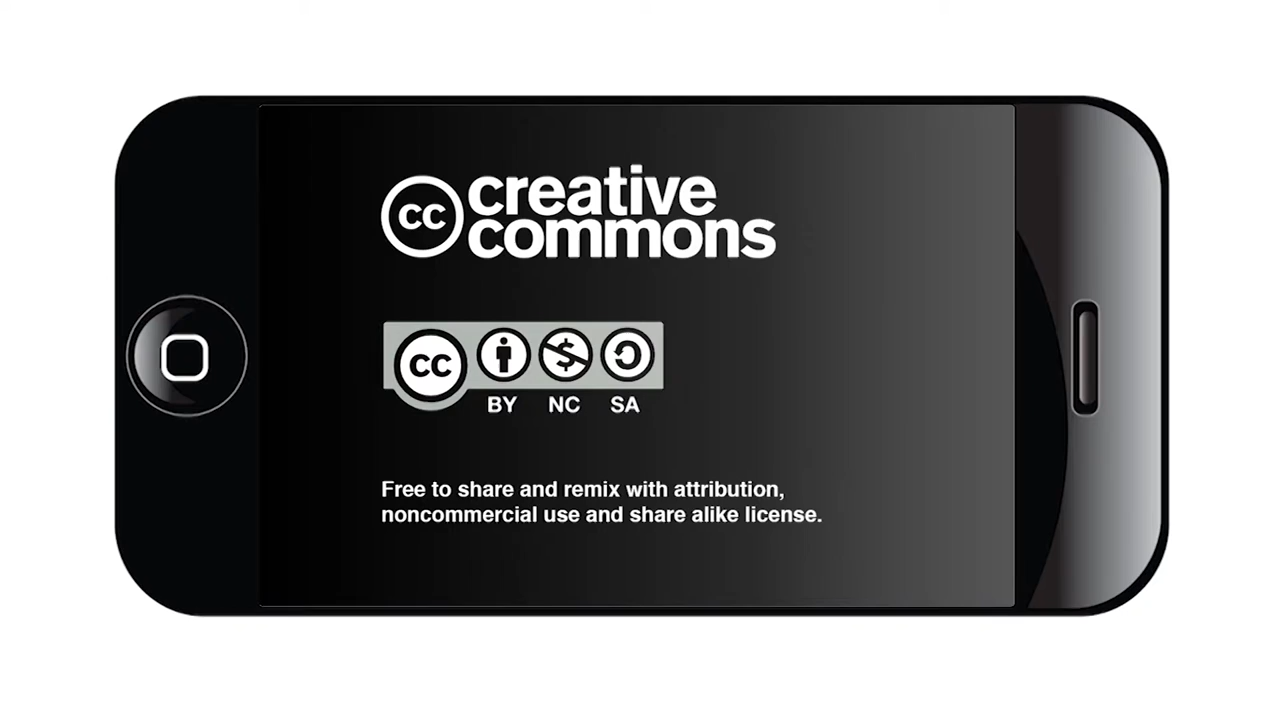 cc creative
commons
cc
BY NC SA
Free to share and remix with attribution,
noncommercial use and share alike license.